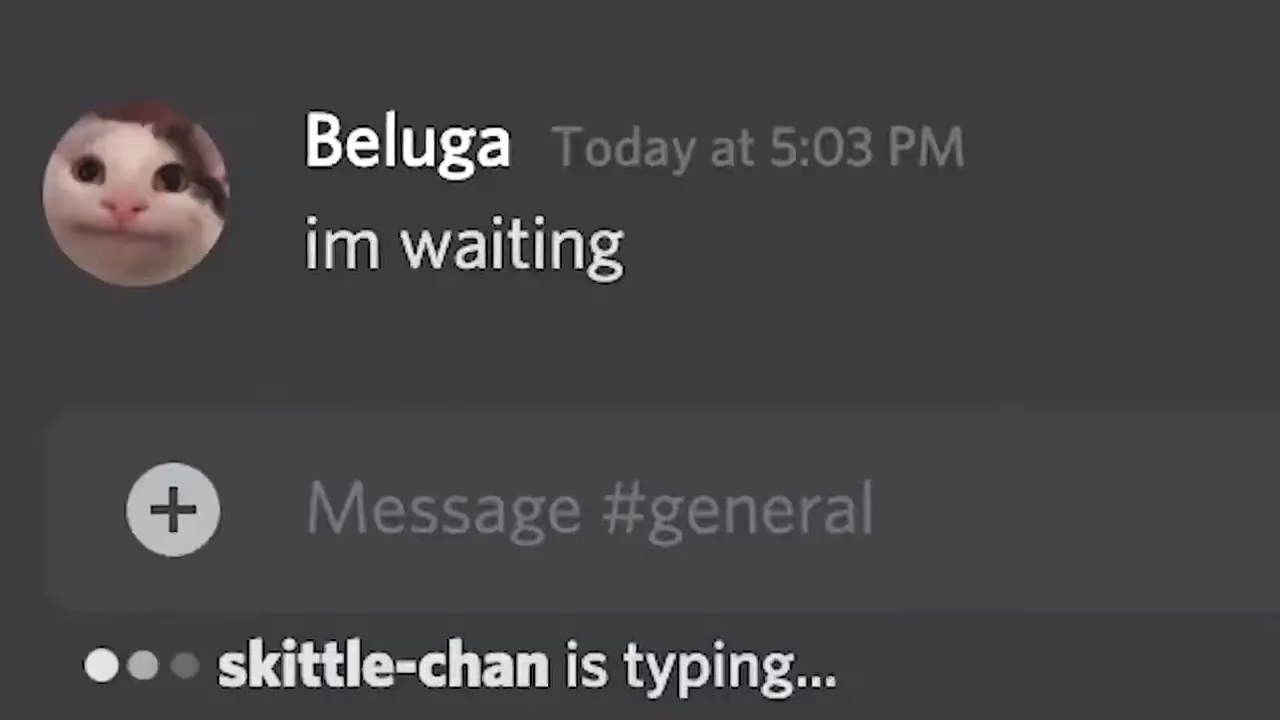 Beluga Today at 5:03 PM
im waiting
Message #general
skittle-chan is typing...